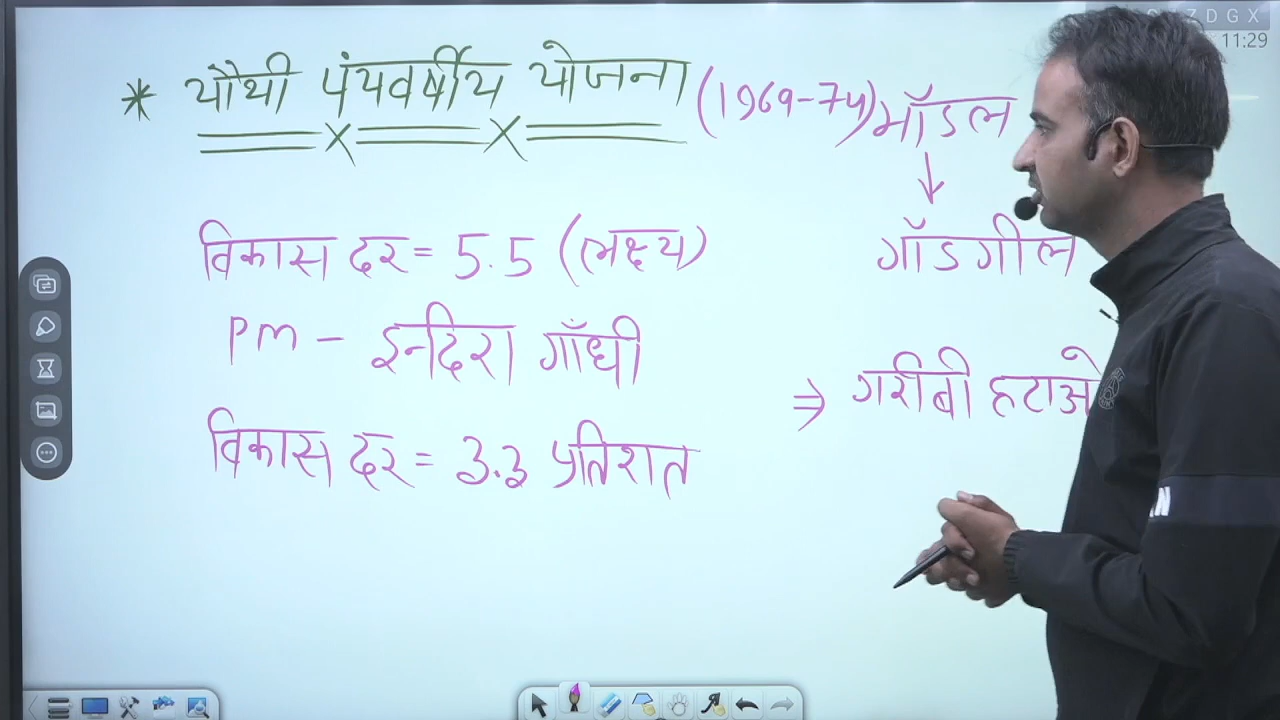 * चौथी पंचवर्षीय योजना (1969-74) मॉडल
↓
गॉडगील
विकास दर = 5.5 (लक्ष्य)
PM - इन्दिरा गाँधी
⇒ गरीबी हटाओ
विकास दर = 3.3 प्रतिशत
11:29